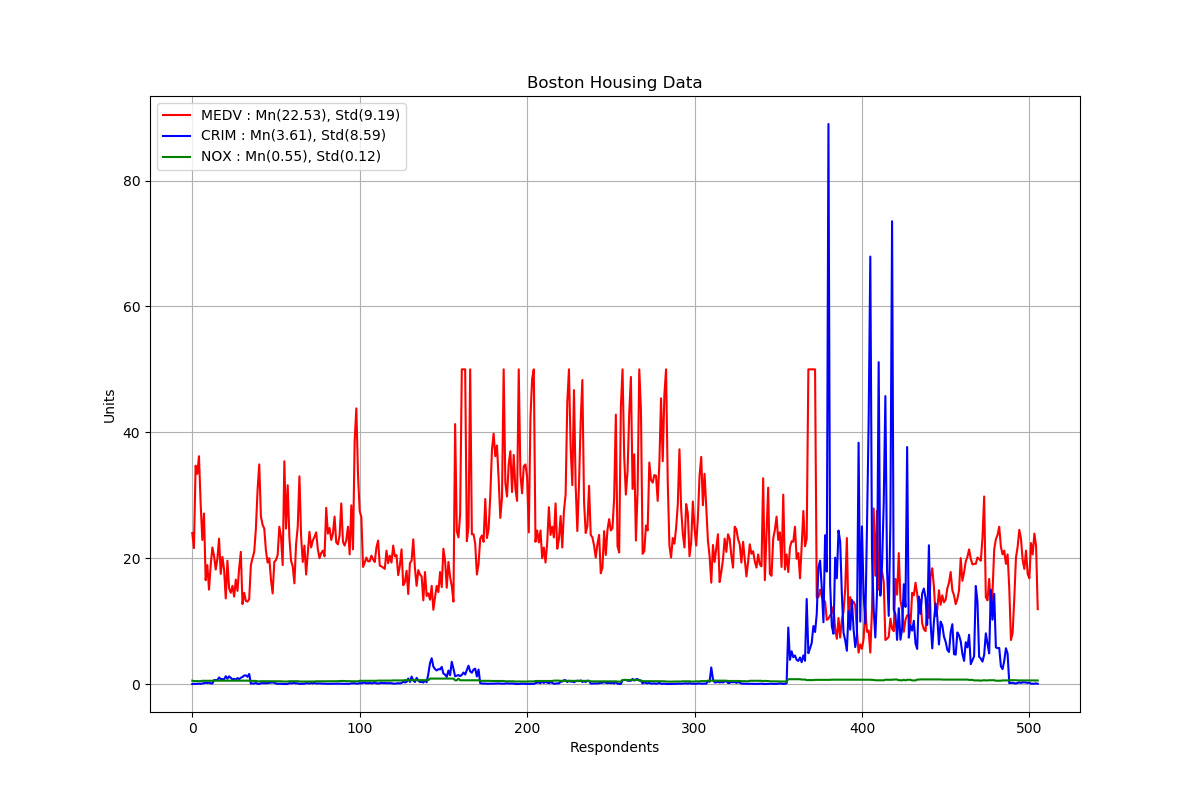 Boston Housing Data
MEDV : Mn(22.53), Std(9.19)
CRIM : Mn(3.61), Std(8.59)
NOX : Mn(0.55), Std(0.12)
80
60
40
20
0
Units
0 100 200 300 400 500
Respondents